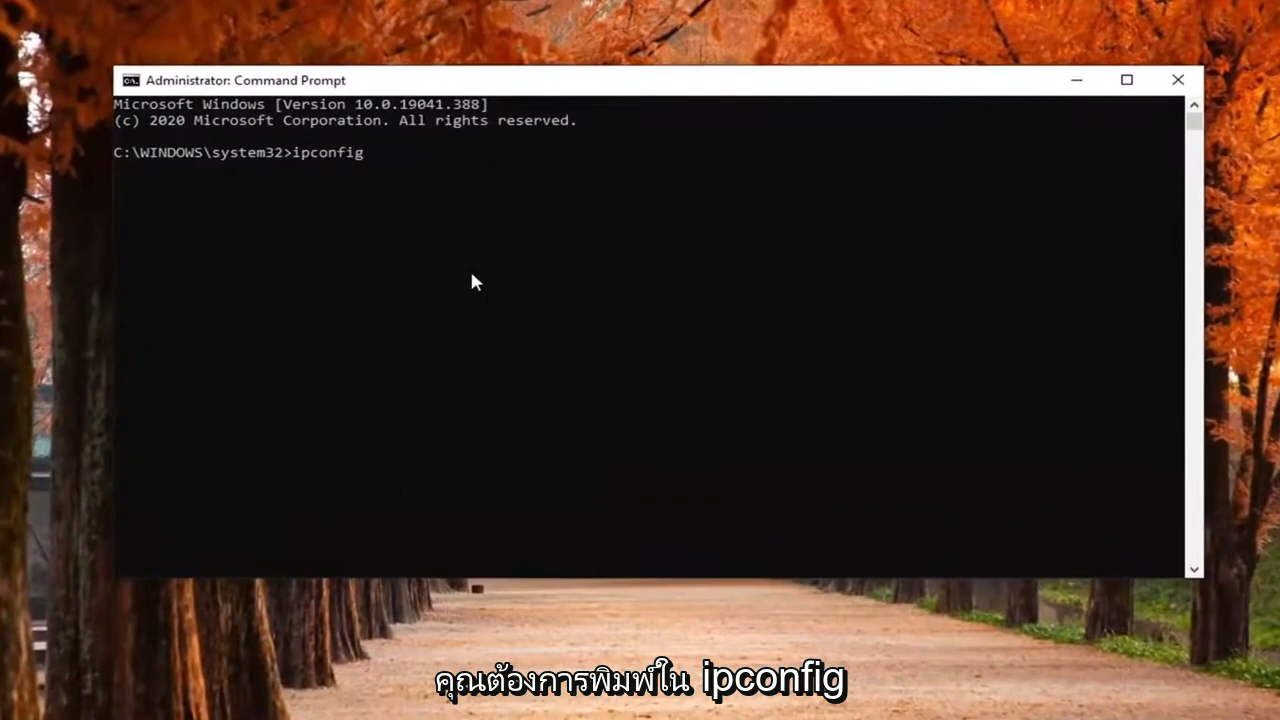 Administrator: Command Prompt
Microsoft Windows [Version 10.0.19041.388]
(c) 2020 Microsoft Corporation. All rights reserved.
C:\WINDOWS\system32>ipconfig
คุณต้องการพิมพ์ใน ipconfig